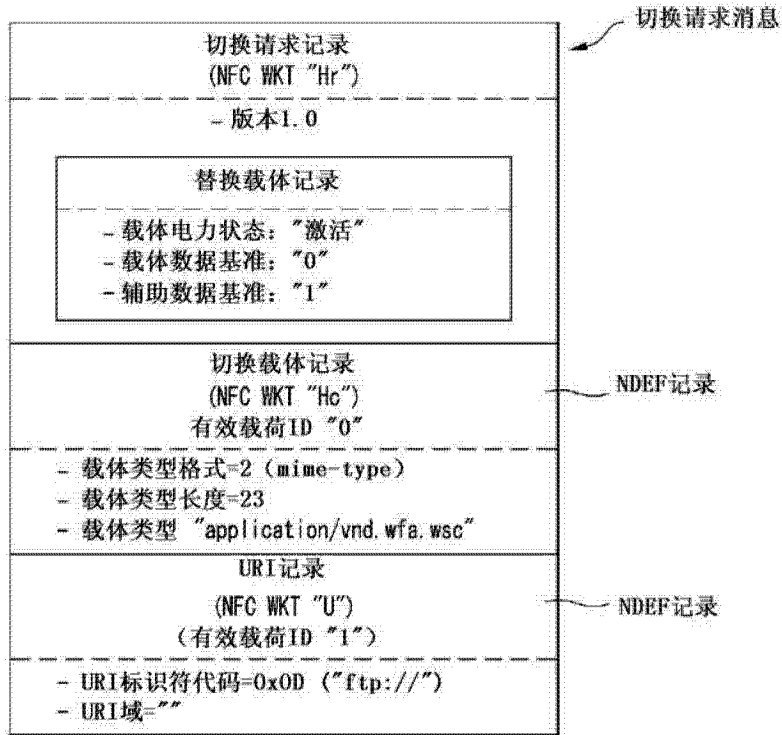 切换请求消息
切换请求记录
(NFC WKT "Hr")
- 版本1.0
替换载体记录
- 载体电力状态："激活"
- 载体数据基准："0"
- 辅助数据基准："1"
切换载体记录
(NFC WKT "Hc")
有效载荷ID "0"
NDEF记录
- 载体类型格式=2（mime-type）
- 载体类型长度=23
- 载体类型 "application/vnd.wfa.wsc"
URI记录
(NFC WKT "U")
（有效载荷ID "1"）
NDEF记录
- URI标识符代码=0x0D ("ftp://")
- URI域=""